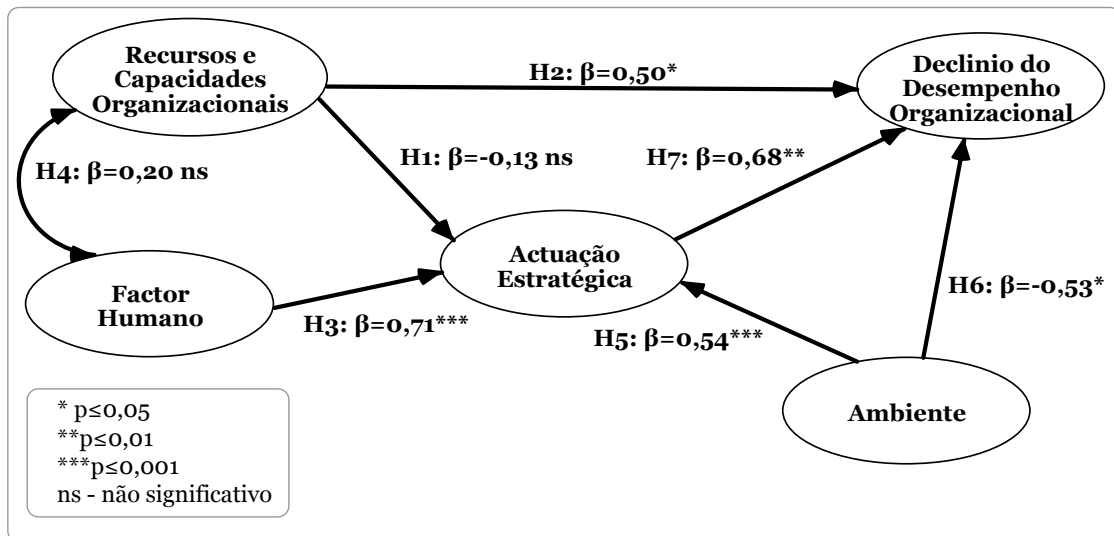 Recursos e
Capacidades
Organizacionais
H2: β=0,50*
Declinio do
Desempenho
Organizacional
H4: β=0,20 ns
H1: β=-0,13 ns
H7: β=0,68**
Actuação
Estratégica
Factor
Humano
H3: β=0,71***
H5: β=0,54***
H6: β=-0,53*
Ambiente
* p≤0,05
**p≤0,01
***p≤0,001
ns - não significativo